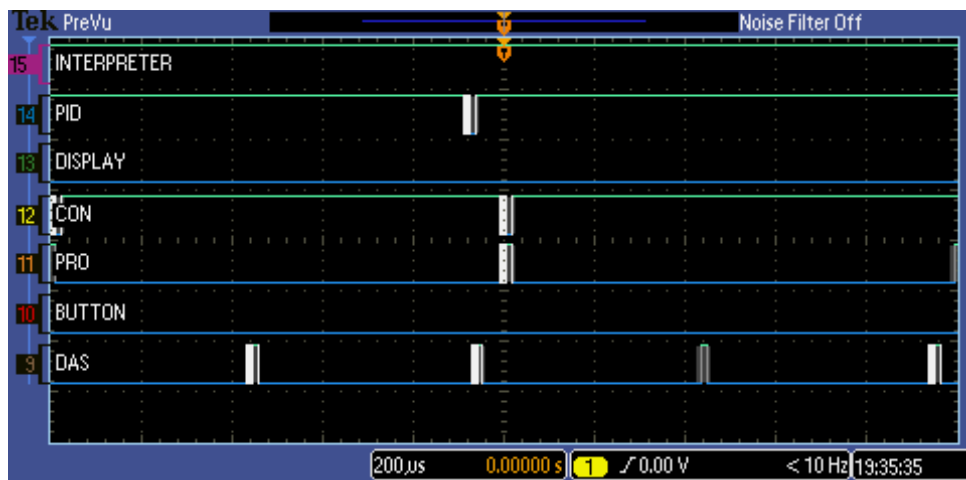 Tek PreVu Noise Filter Off
15 INTERPRETER
14 PID
13 DISPLAY
12 CON
11 PRO
10 BUTTON
9 DAS
200µs 0.00000 s 1 0.00 V < 10 Hz 19:35:35